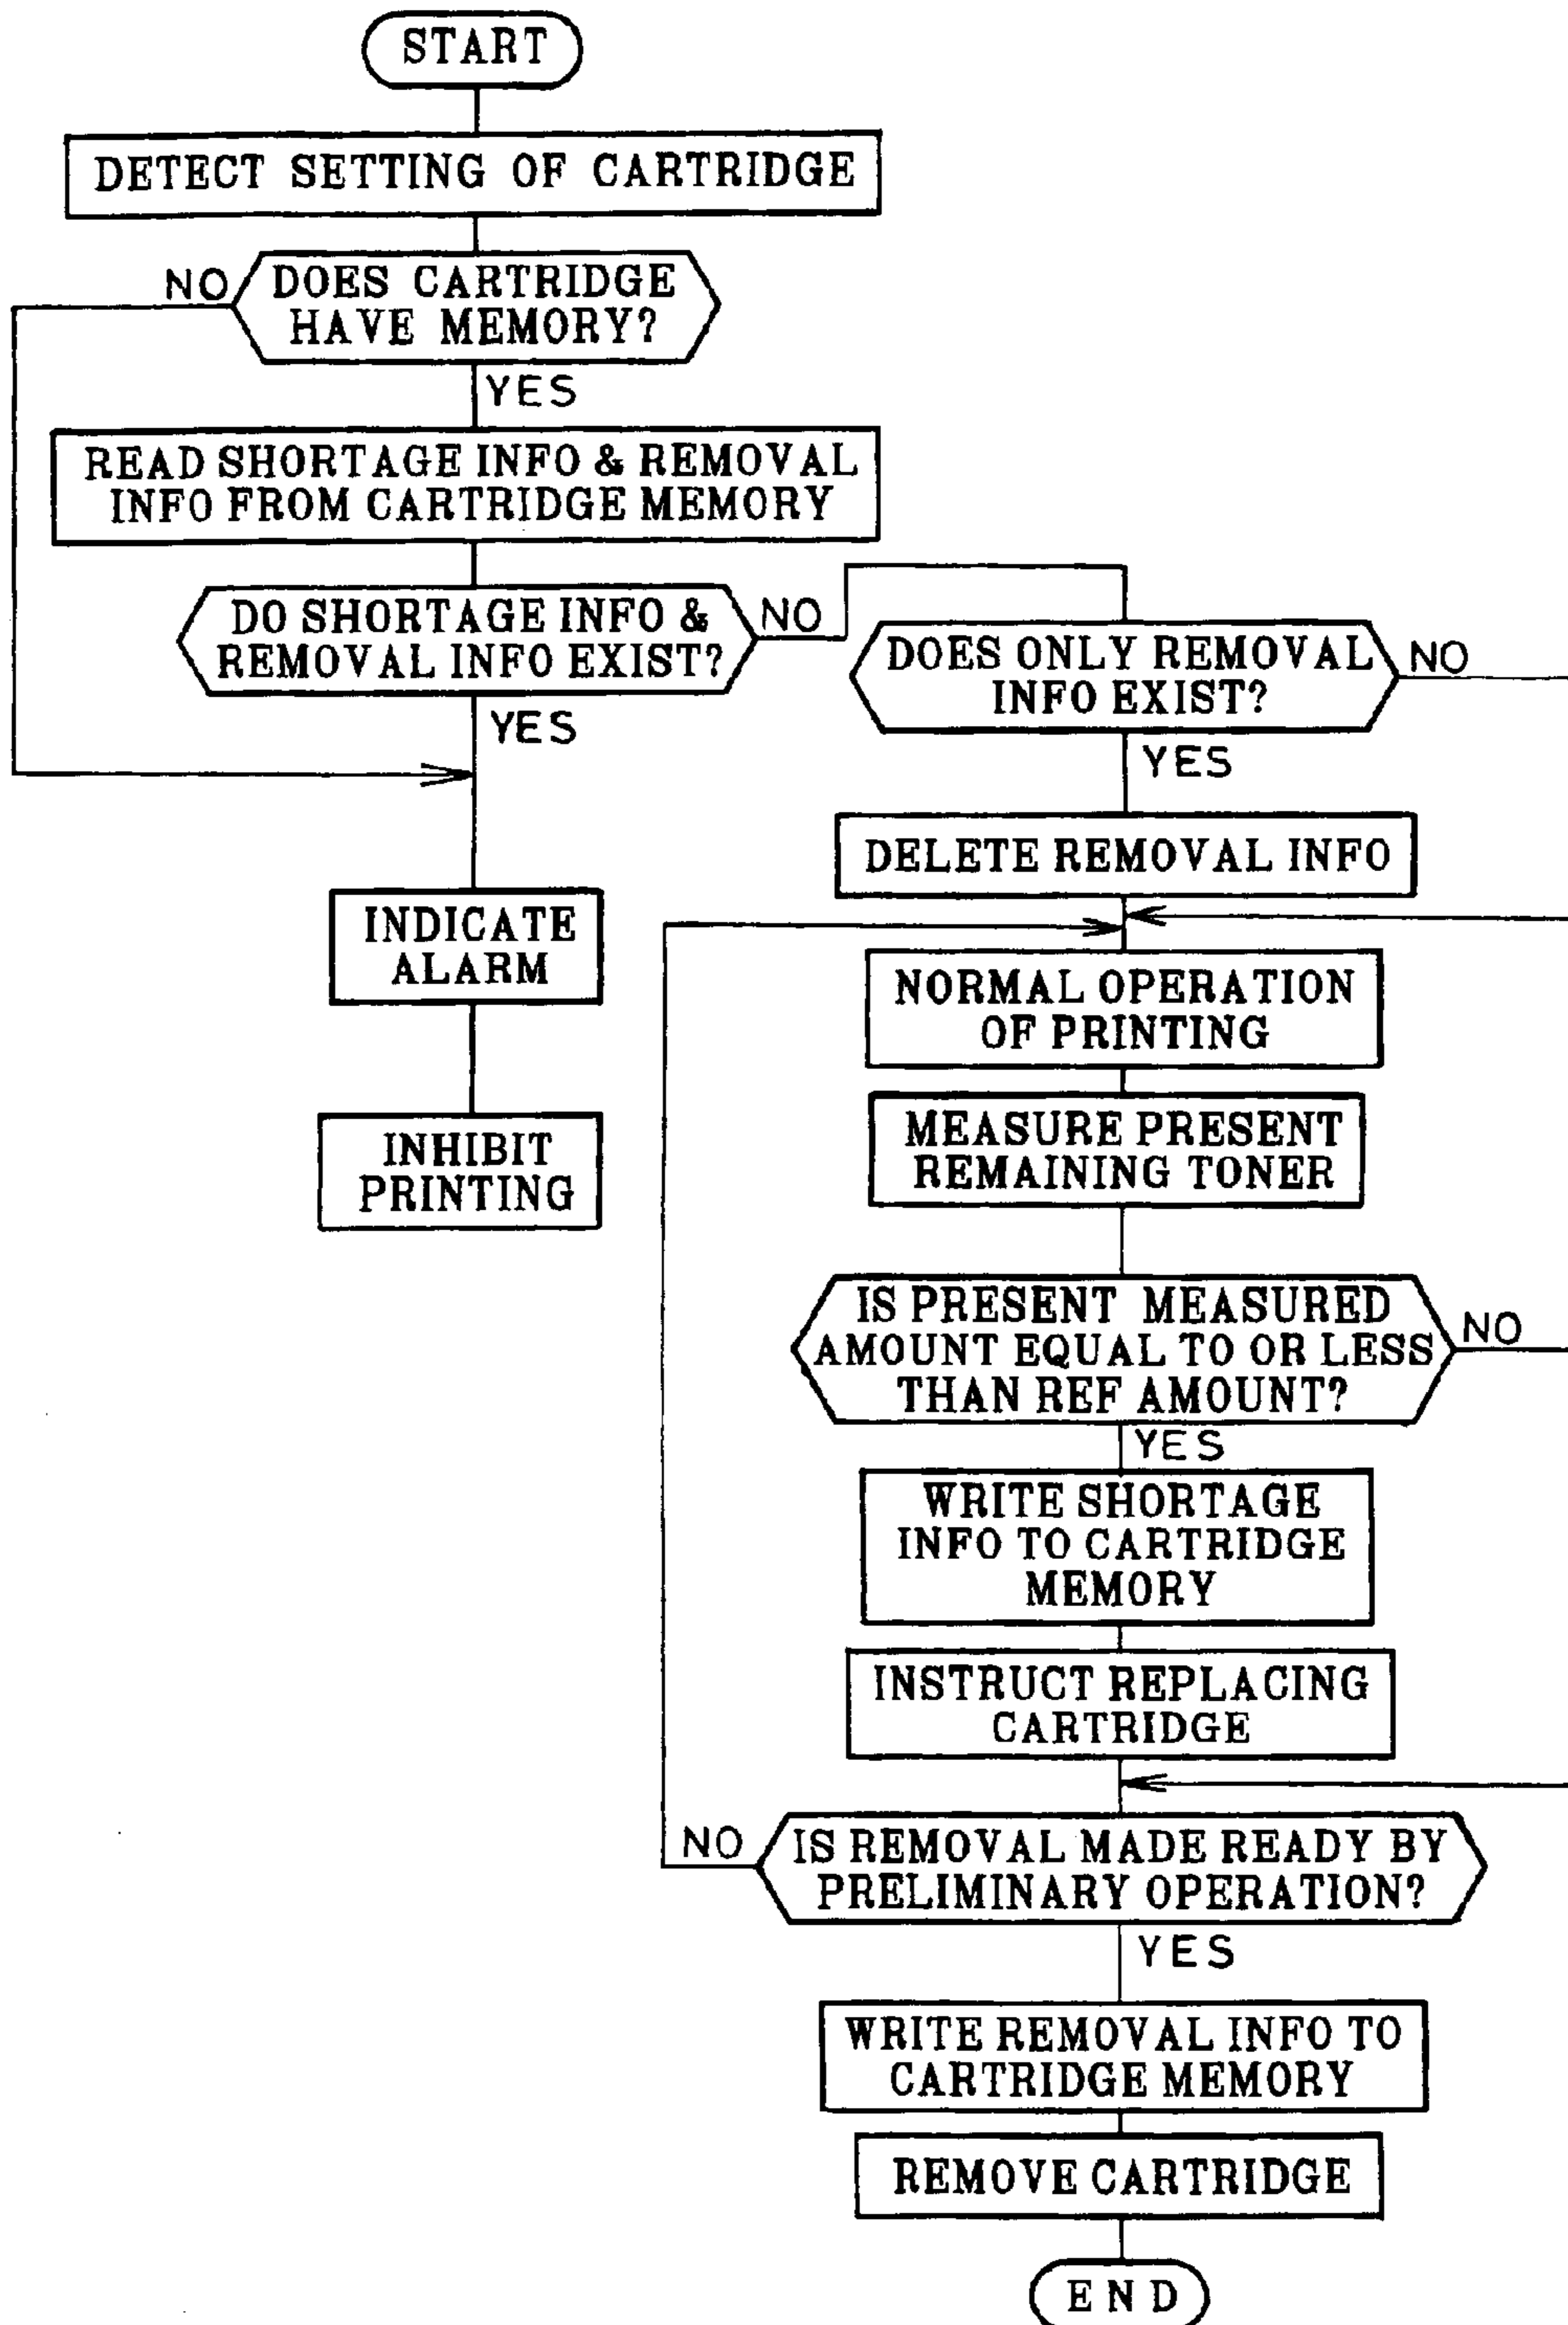 START
DETECT SETTING OF CARTRIDGE
NO
DOES CARTRIDGE
HAVE MEMORY?
YES
READ SHORTAGE INFO & REMOVAL
INFO FROM CARTRIDGE MEMORY
DO SHORTAGE INFO &
REMOVAL INFO EXIST?
NO
YES
INDICATE
ALARM
INHIBIT
PRINTING
DOES ONLY REMOVAL
INFO EXIST?
NO
YES
DELETE REMOVAL INFO
NORMAL OPERATION
OF PRINTING
MEASURE PRESENT
REMAINING TONER
IS PRESENT MEASURED
AMOUNT EQUAL TO OR LESS
THAN REF AMOUNT?
NO
YES
WRITE SHORTAGE
INFO TO CARTRIDGE
MEMORY
INSTRUCT REPLACING
CARTRIDGE
NO
IS REMOVAL MADE READY BY
PRELIMINARY OPERATION?
YES
WRITE REMOVAL INFO TO
CARTRIDGE MEMORY
REMOVE CARTRIDGE
END